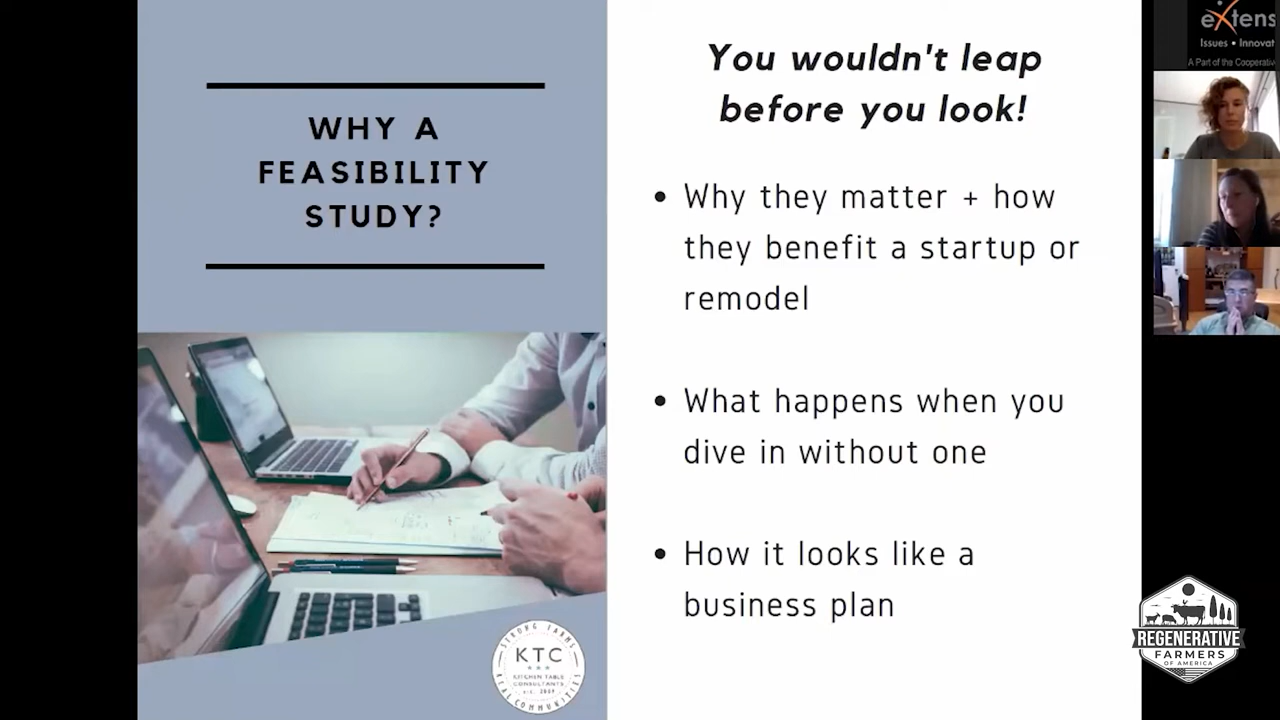 WHY A
FEASIBILITY
STUDY?
You wouldn't leap
before you look!
• Why they matter + how
they benefit a startup or
remodel
• What happens when you
dive in without one
• How it looks like a
business plan
STRONG FARMS
KTC
KITCHEN TABLE
CONSULTANTS
REAL COMMUNITIES
eXtens
Issues • Innovat
A Part of the Cooperativ
REGENERATIVE
FARMERS
OF AMERICA